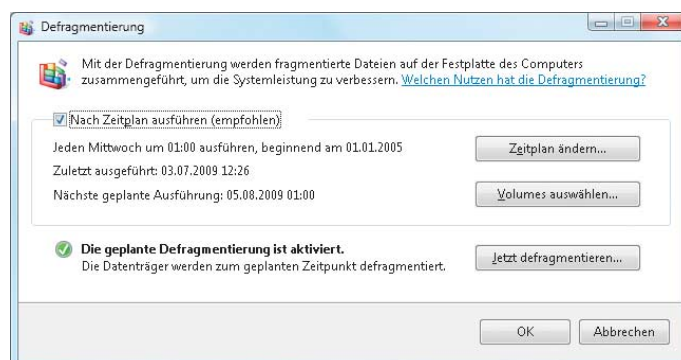 Defragmentierung
Mit der Defragmentierung werden fragmentierte Dateien auf der Festplatte des Computers
zusammengeführt, um die Systemleistung zu verbessern. Welchen Nutzen hat die Defragmentierung?
Nach Zeitplan ausführen (empfohlen)
Jeden Mittwoch um 01:00 ausführen, beginnend am 01.01.2005
Zeitplan ändern...
Zuletzt ausgeführt: 03.07.2009 12:26
Nächste geplante Ausführung: 05.08.2009 01:00
Volumes auswählen...
Die geplante Defragmentierung ist aktiviert.
Die Datenträger werden zum geplanten Zeitpunkt defragmentiert.
Jetzt defragmentieren...
OK
Abbrechen